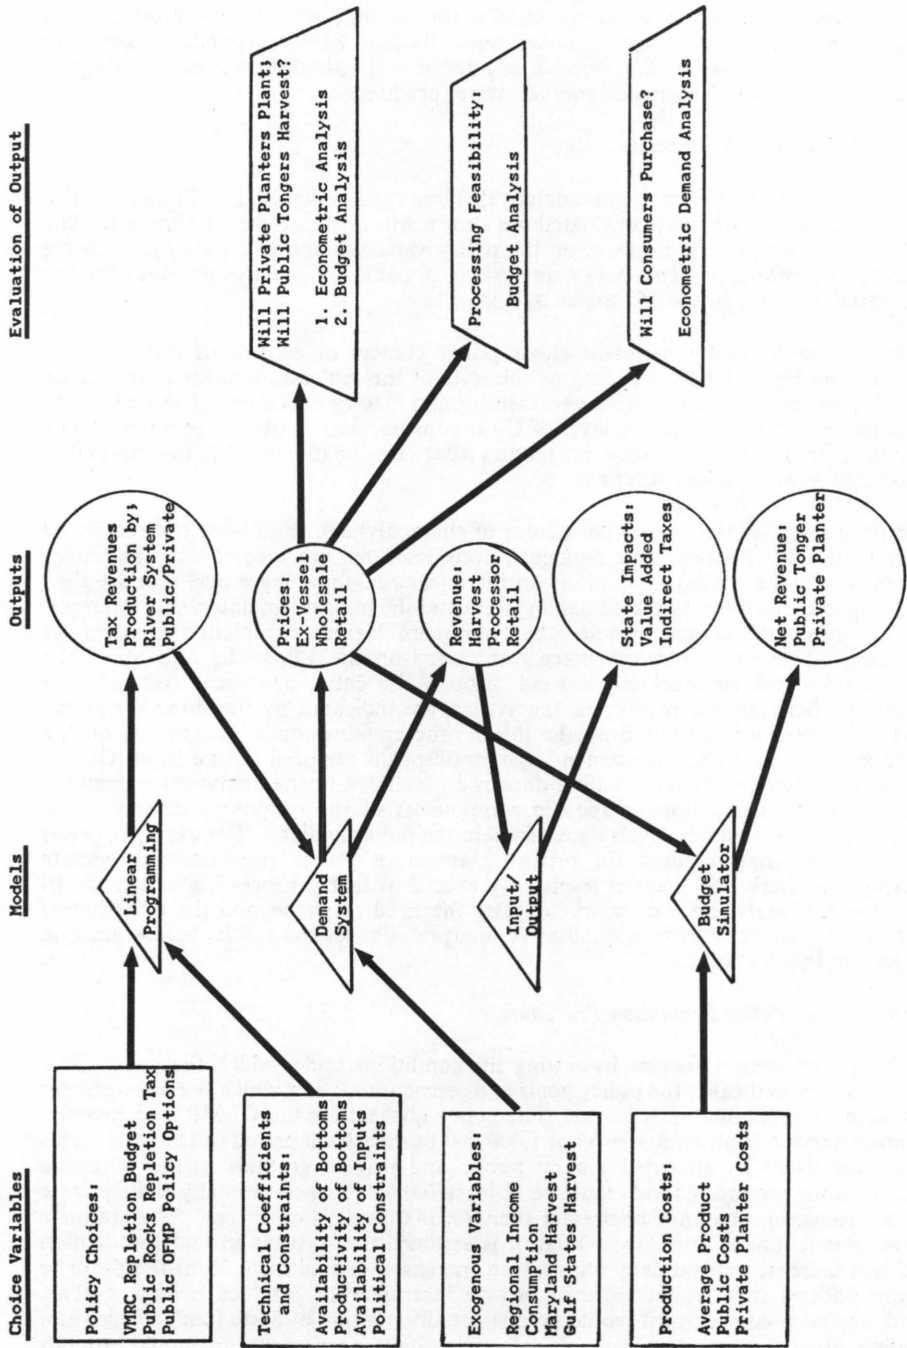 Choice Variables
Models
Outputs
Evaluation of Output
Policy Choices:
VMRC Repletion Budget
Public Rocks Repletion Tax
Public OFMP Policy Options
Technical Coefficients
and Constraints:
Availability of Bottoms
Productivity of Bottoms
Availability of Inputs
Political Constraints
Economic Variables:
Regional Income
Consumption
Maryland Harvest
Gulf States Harvest
Production Costs:
Average Product
Public Costs
Private Planter Costs
Linear
Programming
Demand
System
Input/
Output
Budget
Simulator
Tax Revenues
Production by;
River System
Public/Private
Prices:
Ex-Vessel
Wholesale
Retail
Revenue:
Harvestor
Processor
Retail
State Impacts:
Value Added
Indirect Taxes
Net Revenue:
Public Tonger
Private Planter
Will Private Planters Plant;
Will Public Tongers Harvest?
1. Econometric Analysis
2. Budget Analysis
Processing Feasibility:
Budget Analysis
Will Consumers Purchase?
Econometric Demand Analysis